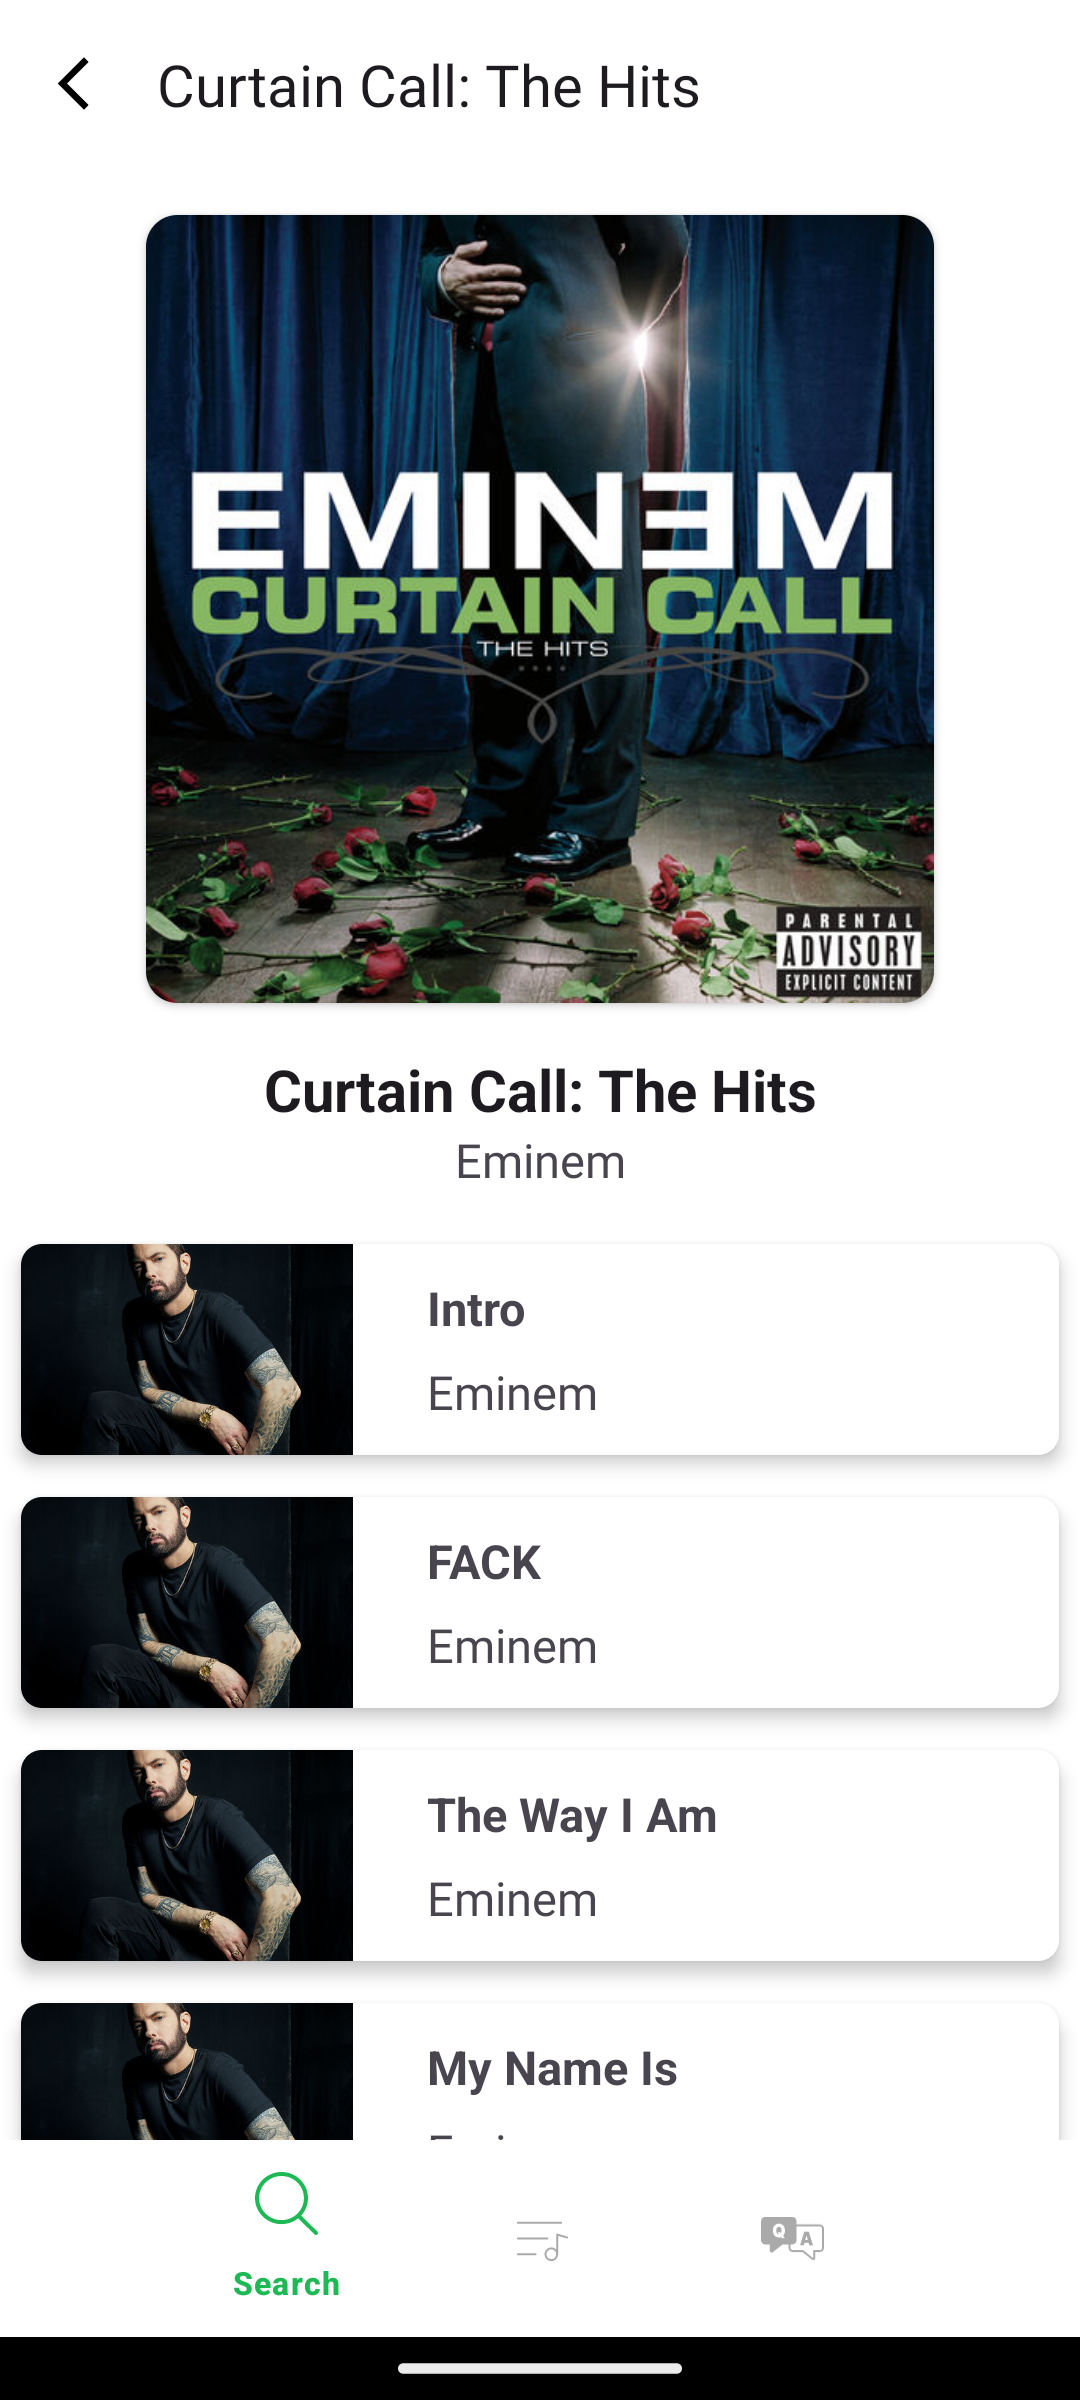 Curtain Call: The Hits
EMINƎM
CURTAIN CALL
THE HITS
PARENTAL
ADVISORY
EXPLICIT CONTENT
Curtain Call: The Hits
Eminem
Intro
Eminem
FACK
Eminem
The Way I Am
Eminem
My Name Is
Search
Q A